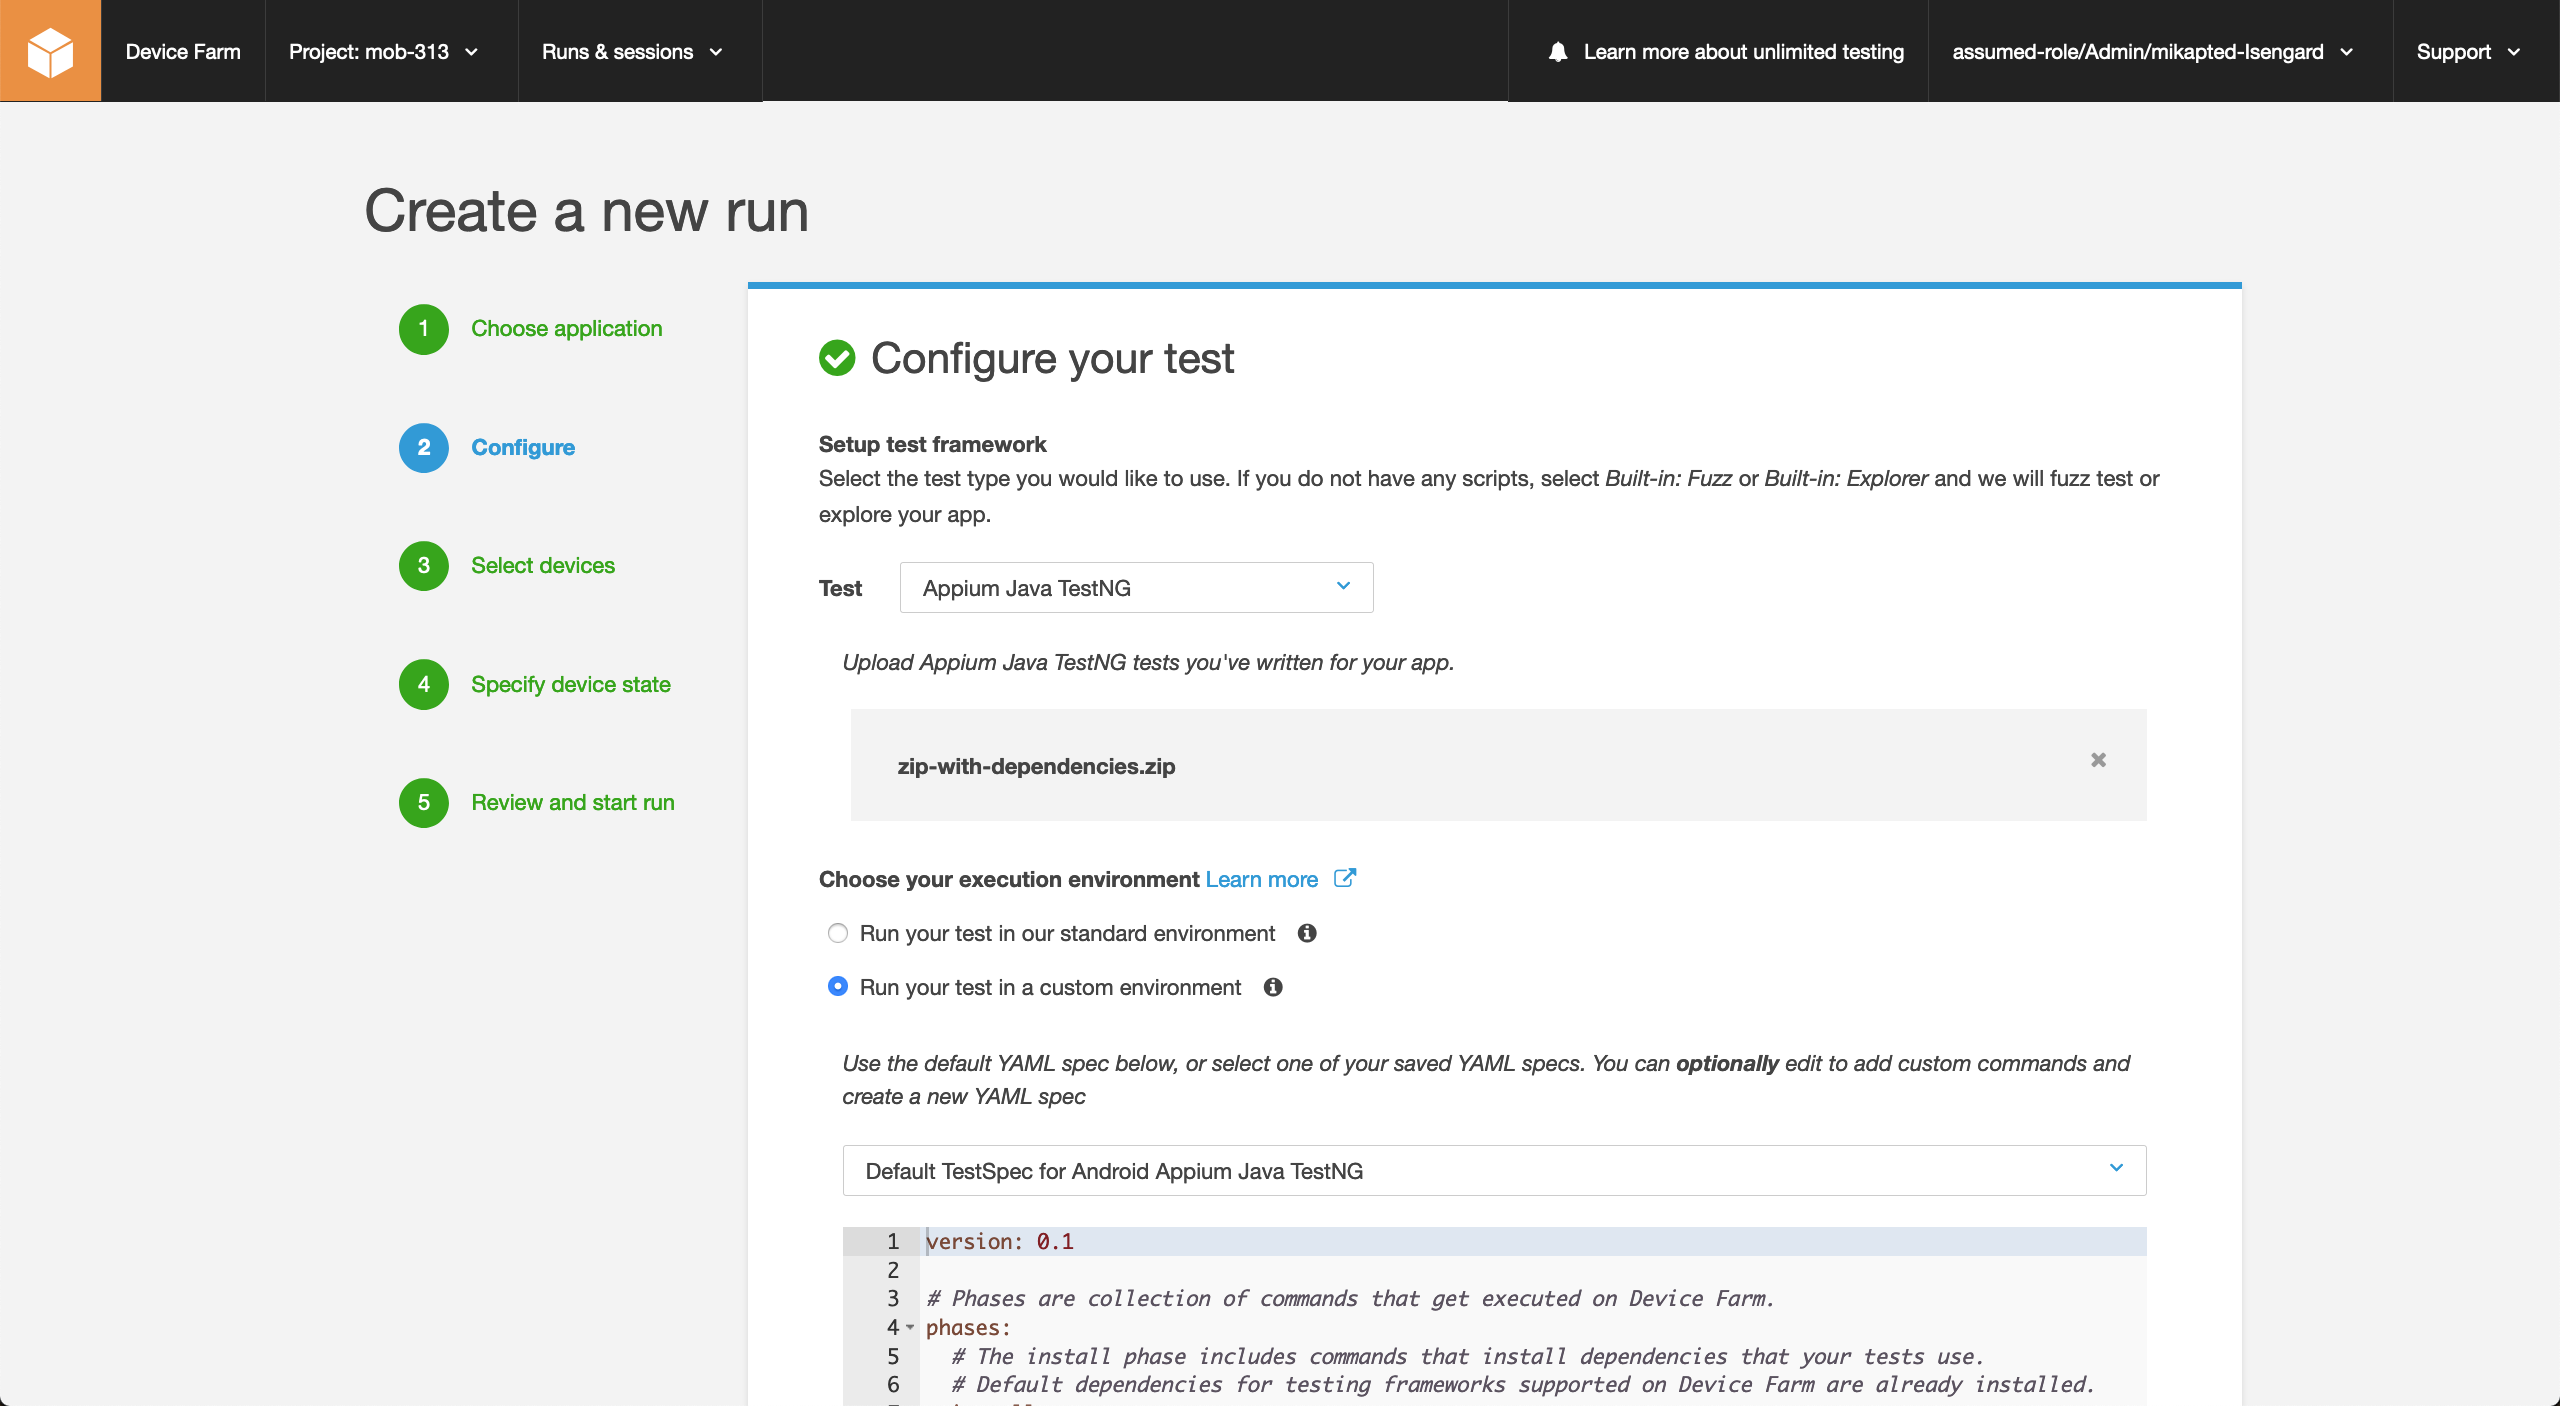 Device Farm
Project: mob-313
Runs & sessions
Learn more about unlimited testing
assumed-role/Admin/mikapted-Isengard
Support
Create a new run
1 Choose application
2 Configure
3 Select devices
4 Specify device state
5 Review and start run
Configure your test
Setup test framework
Select the test type you would like to use. If you do not have any scripts, select Built-in: Fuzz or Built-in: Explorer and we will fuzz test or
explore your app.
Test Appium Java TestNG
Upload Appium Java TestNG tests you've written for your app.
zip-with-dependencies.zip
Choose your execution environment Learn more
Run your test in our standard environment
Run your test in a custom environment
Use the default YAML spec below, or select one of your saved YAML specs. You can optionally edit to add custom commands and
create a new YAML spec
Default TestSpec for Android Appium Java TestNG
1 version: 0.1
2
3 # Phases are collection of commands that get executed on Device Farm.
4 phases:
5 # The install phase includes commands that install dependencies that your tests use.
6 # Default dependencies for testing frameworks supported on Device Farm are already installed.